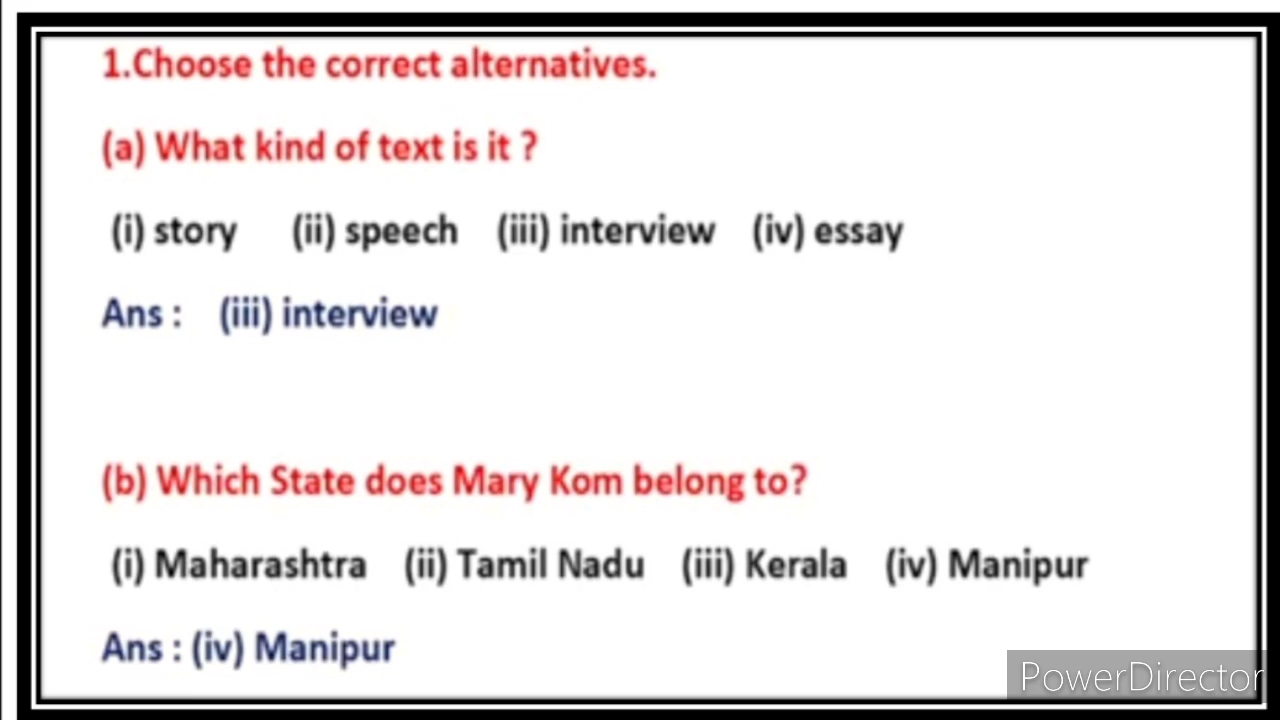 1.Choose the correct alternatives.
(a) What kind of text is it ?
(i) story (ii) speech (iii) interview (iv) essay
Ans : (iii) interview
(b) Which State does Mary Kom belong to?
(i) Maharashtra (ii) Tamil Nadu (iii) Kerala (iv) Manipur
Ans : (iv) Manipur
PowerDirector